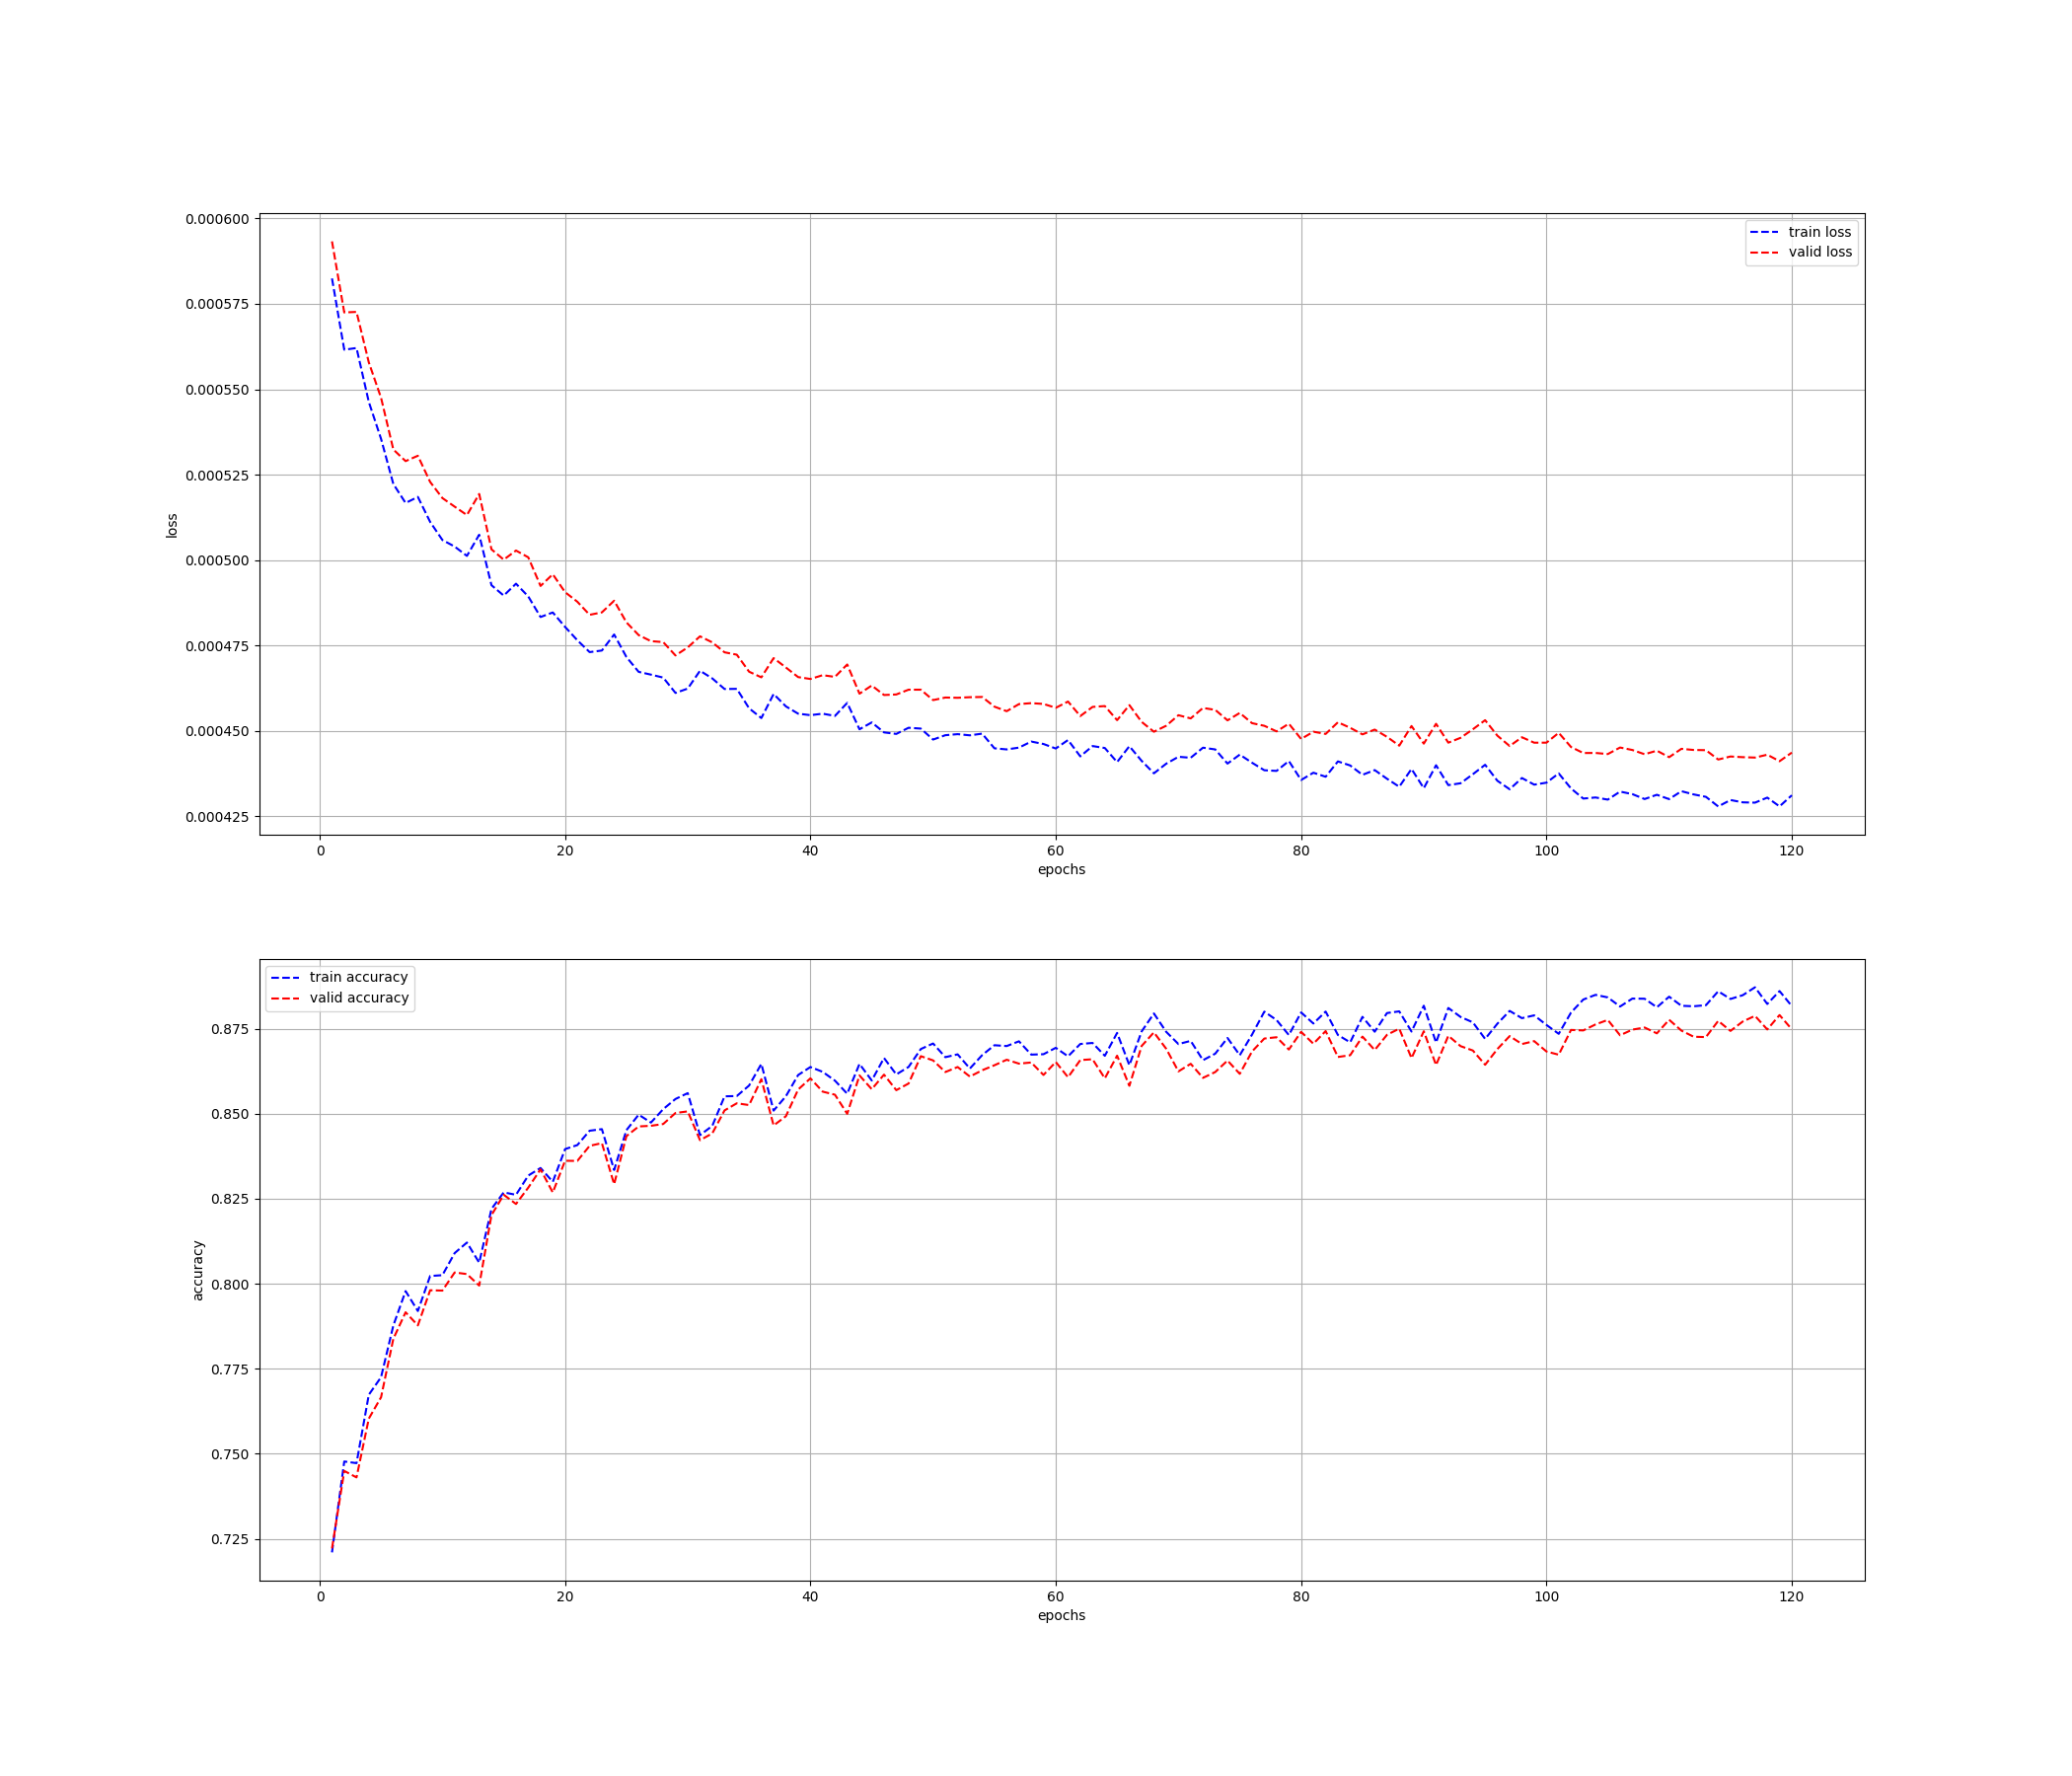 0.000600
0.000575
0.000550
0.000525
0.000500
0.000475
0.000450
0.000425
loss
train loss
valid loss
0 20 40 60 80 100 120
epochs
train accuracy
valid accuracy
0.875
0.850
0.825
0.800
0.775
0.750
0.725
accuracy
0 20 40 60 80 100 120
epochs